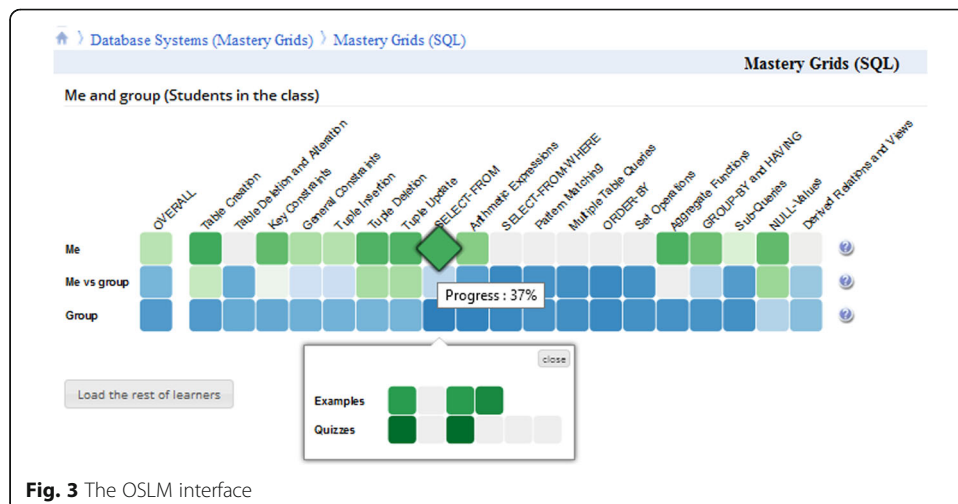 Database Systems (Mastery Grids) 〉 Mastery Grids (SQL)
Mastery Grids (SQL)
Me and group (Students in the class)
OVERALL
Table Creation
Table Deletion and Alteration
Key Constraints
General Constraints
Tuple Insertion
Tuple Deletion
Tuple Update
SELECT-FROM
Arithmetic Expressions
SELECT-FROM-WHERE
Pattern Matching
Multiple Table Queries
ORDER-BY
Set Operations
Aggregate Functions
GROUP-BY and HAVING
Sub-Queries
NULL-Values
Derived Relations and Views
Me
?
Me vs group
?
Progress : 37%
Group
?
close
Load the rest of learners
Examples
Quizzes
Fig. 3 The OSLM interface